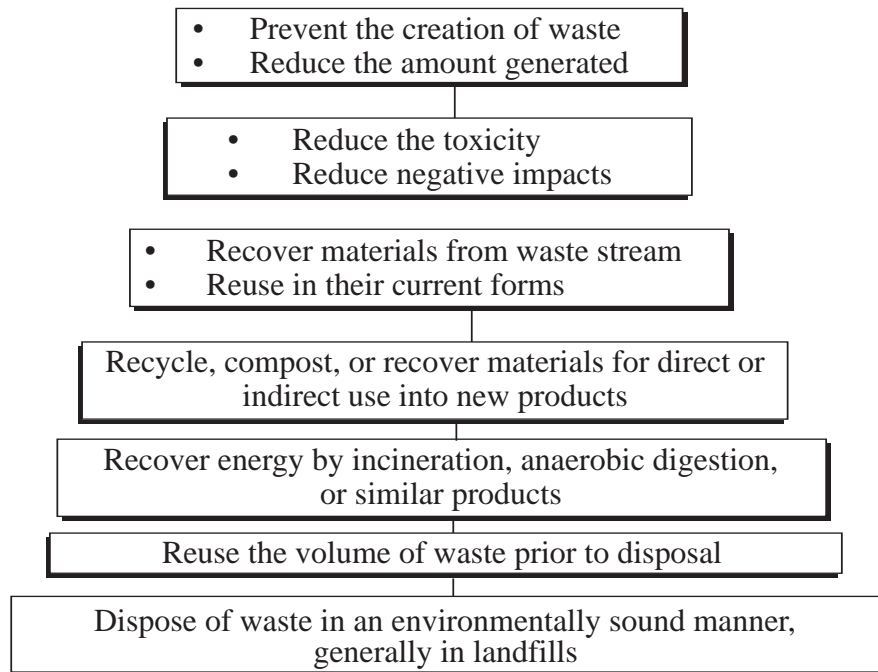 • Prevent the creation of waste
• Reduce the amount generated
• Reduce the toxicity
• Reduce negative impacts
• Recover materials from waste stream
• Reuse in their current forms
Recycle, compost, or recover materials for direct or
indirect use into new products
Recover energy by incineration, anaerobic digestion,
or similar products
Reuse the volume of waste prior to disposal
Dispose of waste in an environmentally sound manner,
generally in landfills